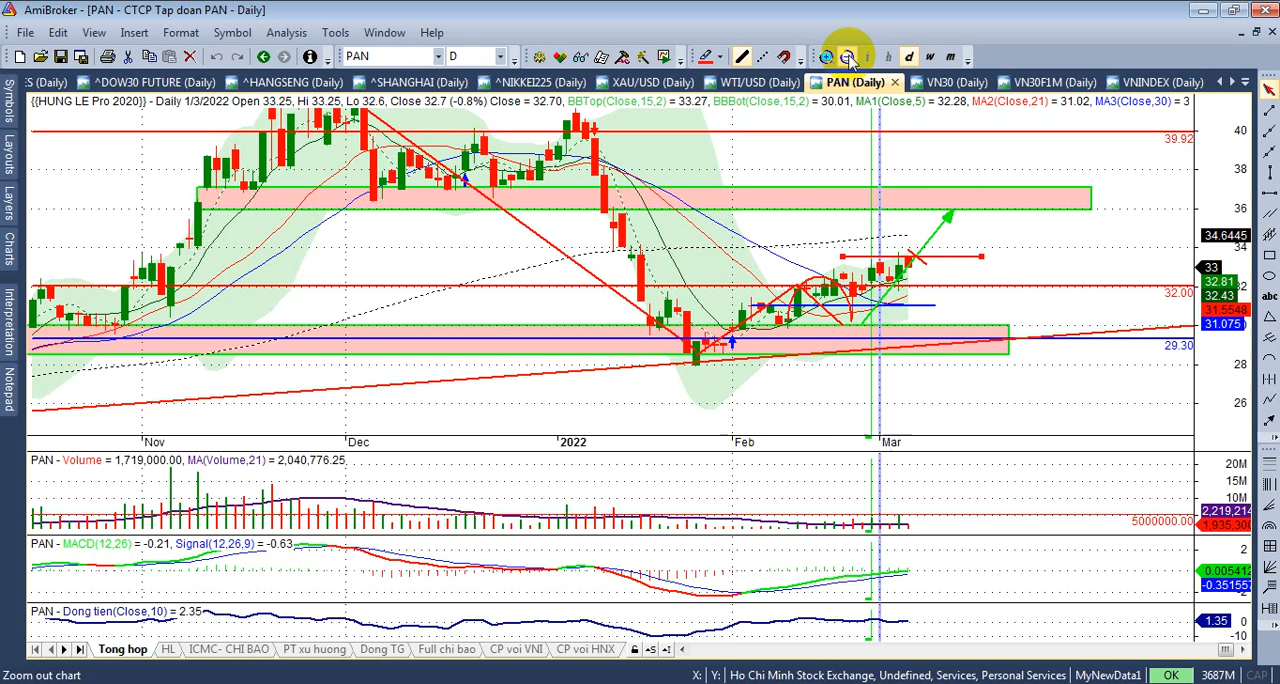 AmiBroker - [PAN - CTCP Tap doan PAN - Daily]
File Edit View Insert Format Symbol Analysis Tools Window Help
PAN D i h d w m
CS (Daily) ^DOW30 FUTURE (Daily) ^HANGSENG (Daily) ^SHANGHAI (Daily) ^NIKKEI225 (Daily) XAU/USD (Daily) WTI/USD (Daily) PAN (Daily) VN30 (Daily) VN30F1M (Daily) VNINDEX (Daily)
{{HUNG LE Pro 2020}} - Daily 1/3/2022 Open 33.25, Hi 33.25, Lo 32.6, Close 32.7 (-0.8%) Close = 32.70, BBTop(Close,15,2) = 33.27, BBBot(Close,15,2) = 30.01, MA1(Close,5) = 32.28, MA2(Close,21) = 31.02, MA3(Close,30) = 3
Symbols
Layouts
Layers
Charts
Interpretation
Notepad
abc
40
39.92
38
36
34.6445
34
33
32.81
32
32.00
32.43
31.5548
31.075
29.30
28
26
Nov Dec 2022 Feb Mar
PAN - Volume = 1,719,000.00, MA(Volume,21) = 2,040,776.25
20M
15M
10M
2,219,214
5000000.00
1,935,300
PAN - MACD(12,26) = -0.21, Signal(12,26,9) = -0.63
2
0.005412
-0.351557
-2
PAN - Dong tien(Close,10) = 2.35
1.35 0
-10
Tong hop HL ICMC- CHI BAO PT xu huong Dong TG Full chi bao CP voi VNI CP voi HNX
Zoom out chart X: Y: Ho Chi Minh Stock Exchange, Undefined, Services, Personal Services MyNewData1 OK 3687M CAP